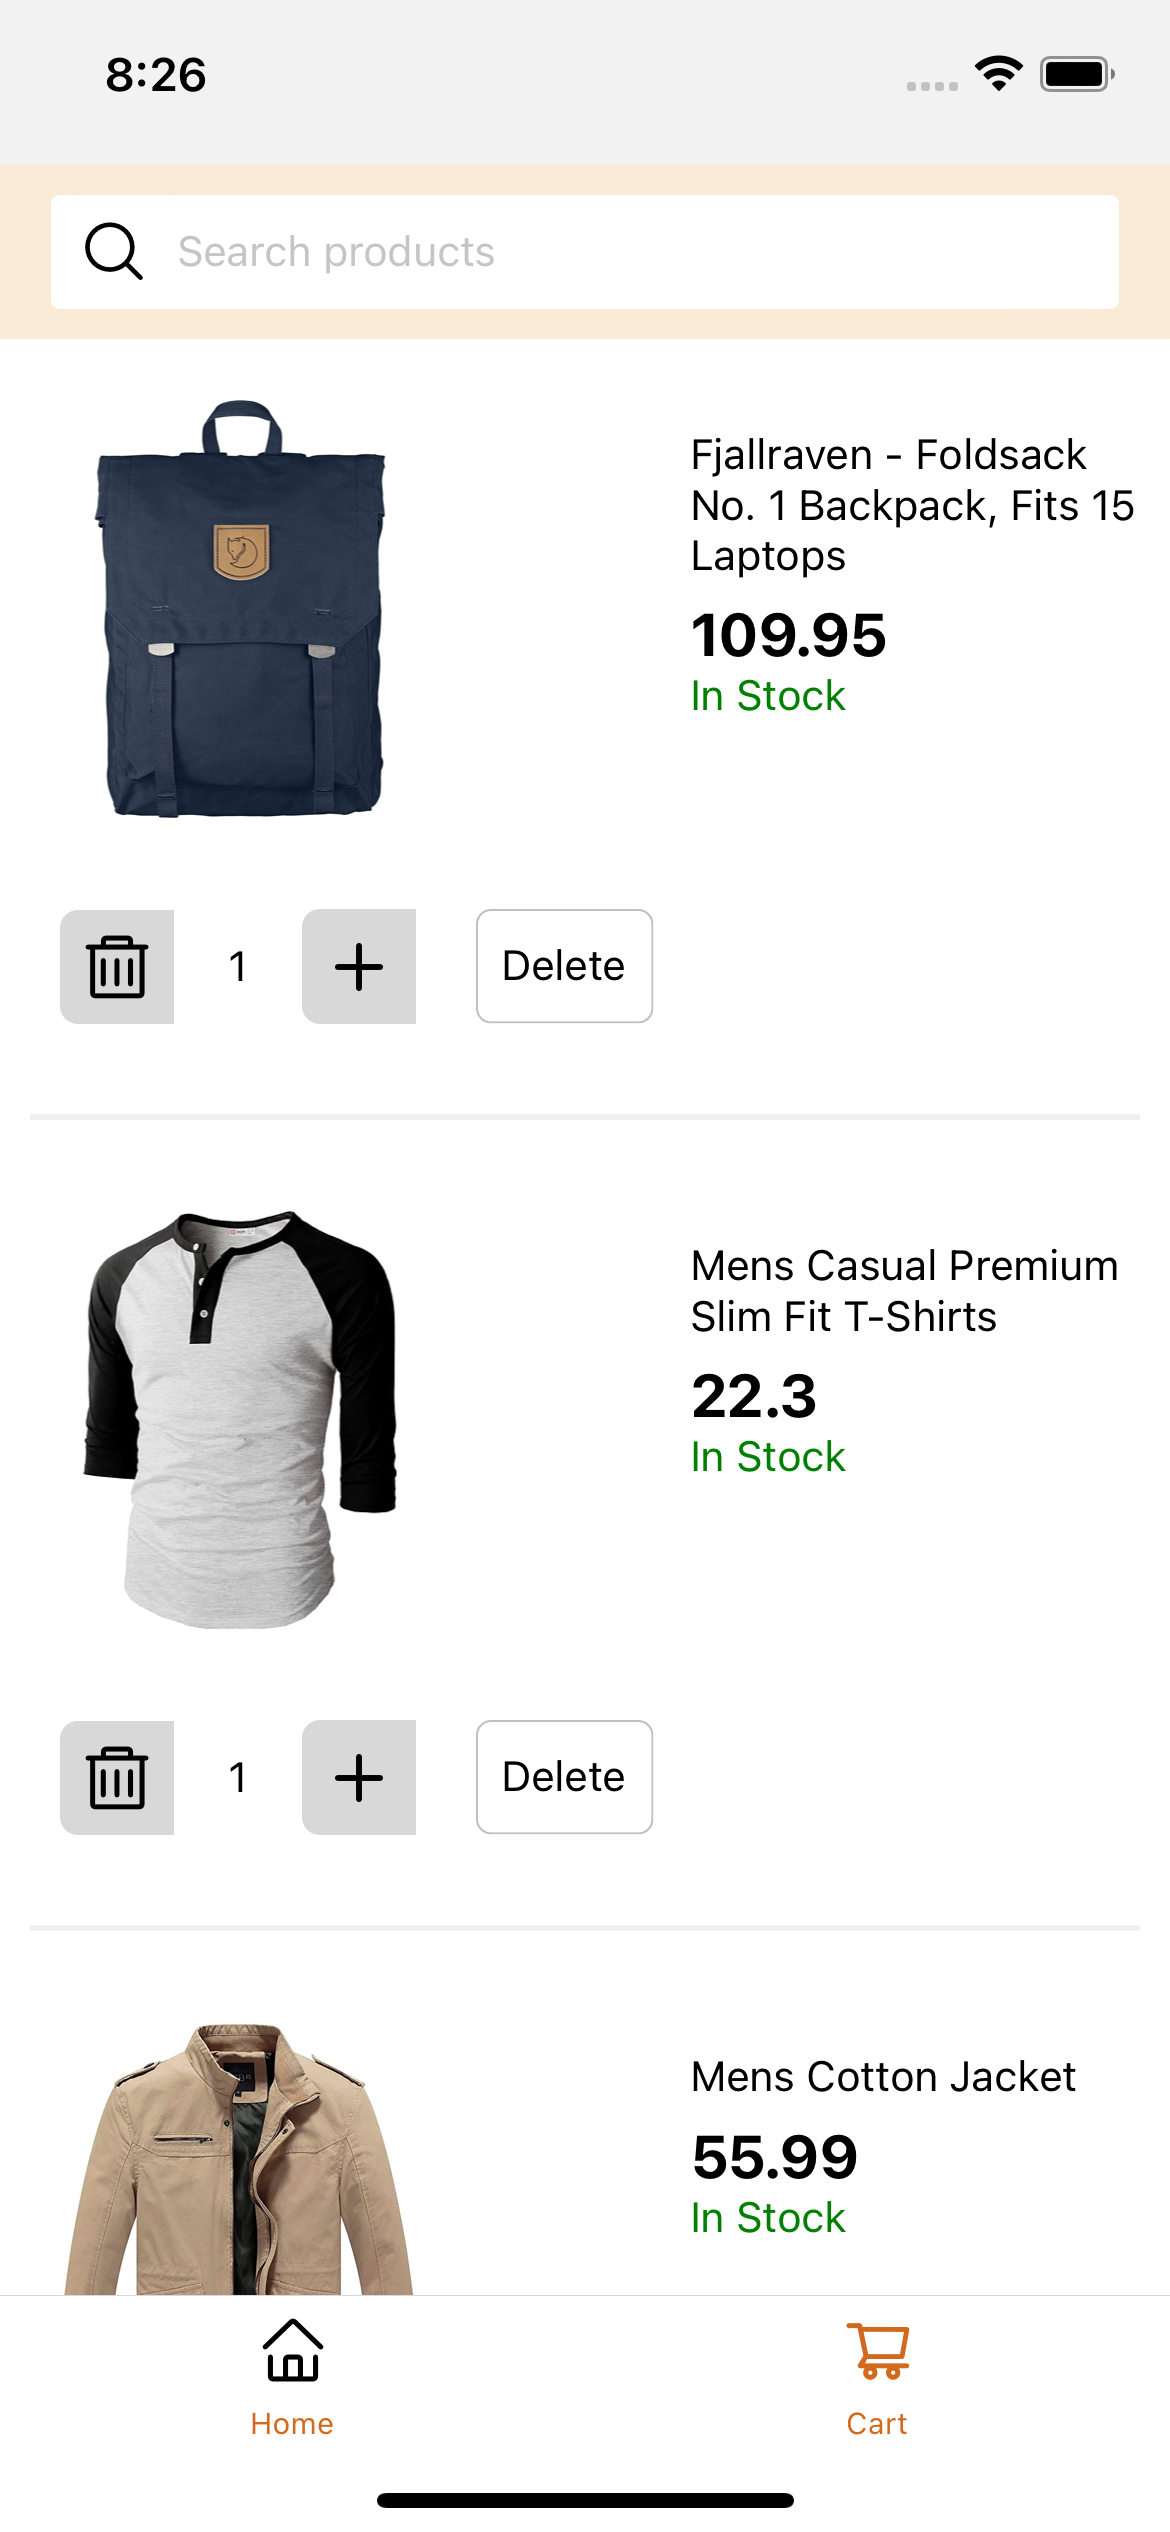 8:26
Search products
Fjallraven - Foldsack
No. 1 Backpack, Fits 15
Laptops
109.95
In Stock
1
Delete
Mens Casual Premium
Slim Fit T-Shirts
22.3
In Stock
1
Delete
Mens Cotton Jacket
55.99
In Stock
Home
Cart